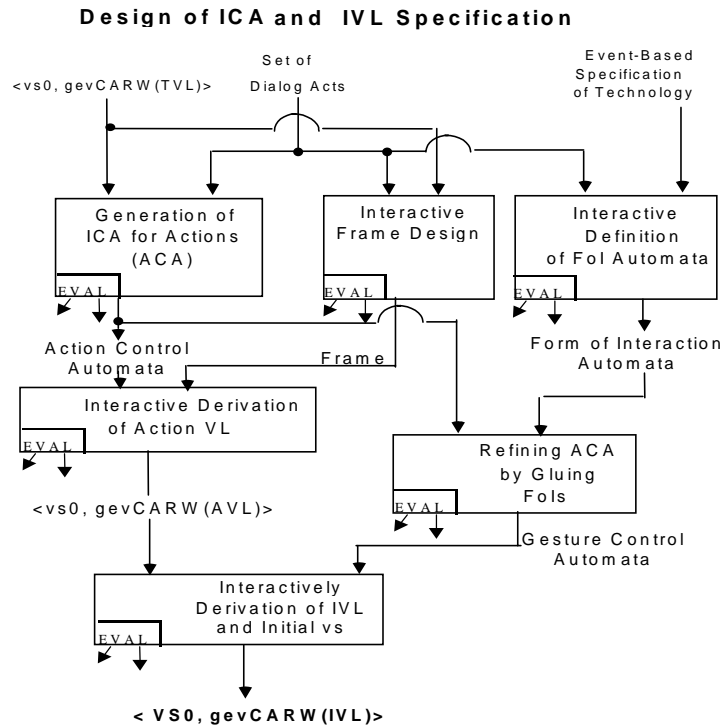 Design of ICA and IVL Specification
<vs0, gevCARW(TVL)>
Set of
Dialog Acts
Event-Based
Specification
of Technology
Generation of
ICA for Actions
(ACA)
EVAL
Interactive
Frame Design
EVAL
Interactive
Definition
of FoI Automata
EVAL
Action Control
Automata
Frame
Form of Interaction
Automata
Interactive Derivation
of Action VL
EVAL
Refining ACA
by Gluing
FoIs
EVAL
<vs0, gevCARW(AVL)>
Gesture Control
Automata
Interactively
Derivation of IVL
and Initial vs
EVAL
< VS0, gevCARW(IVL)>